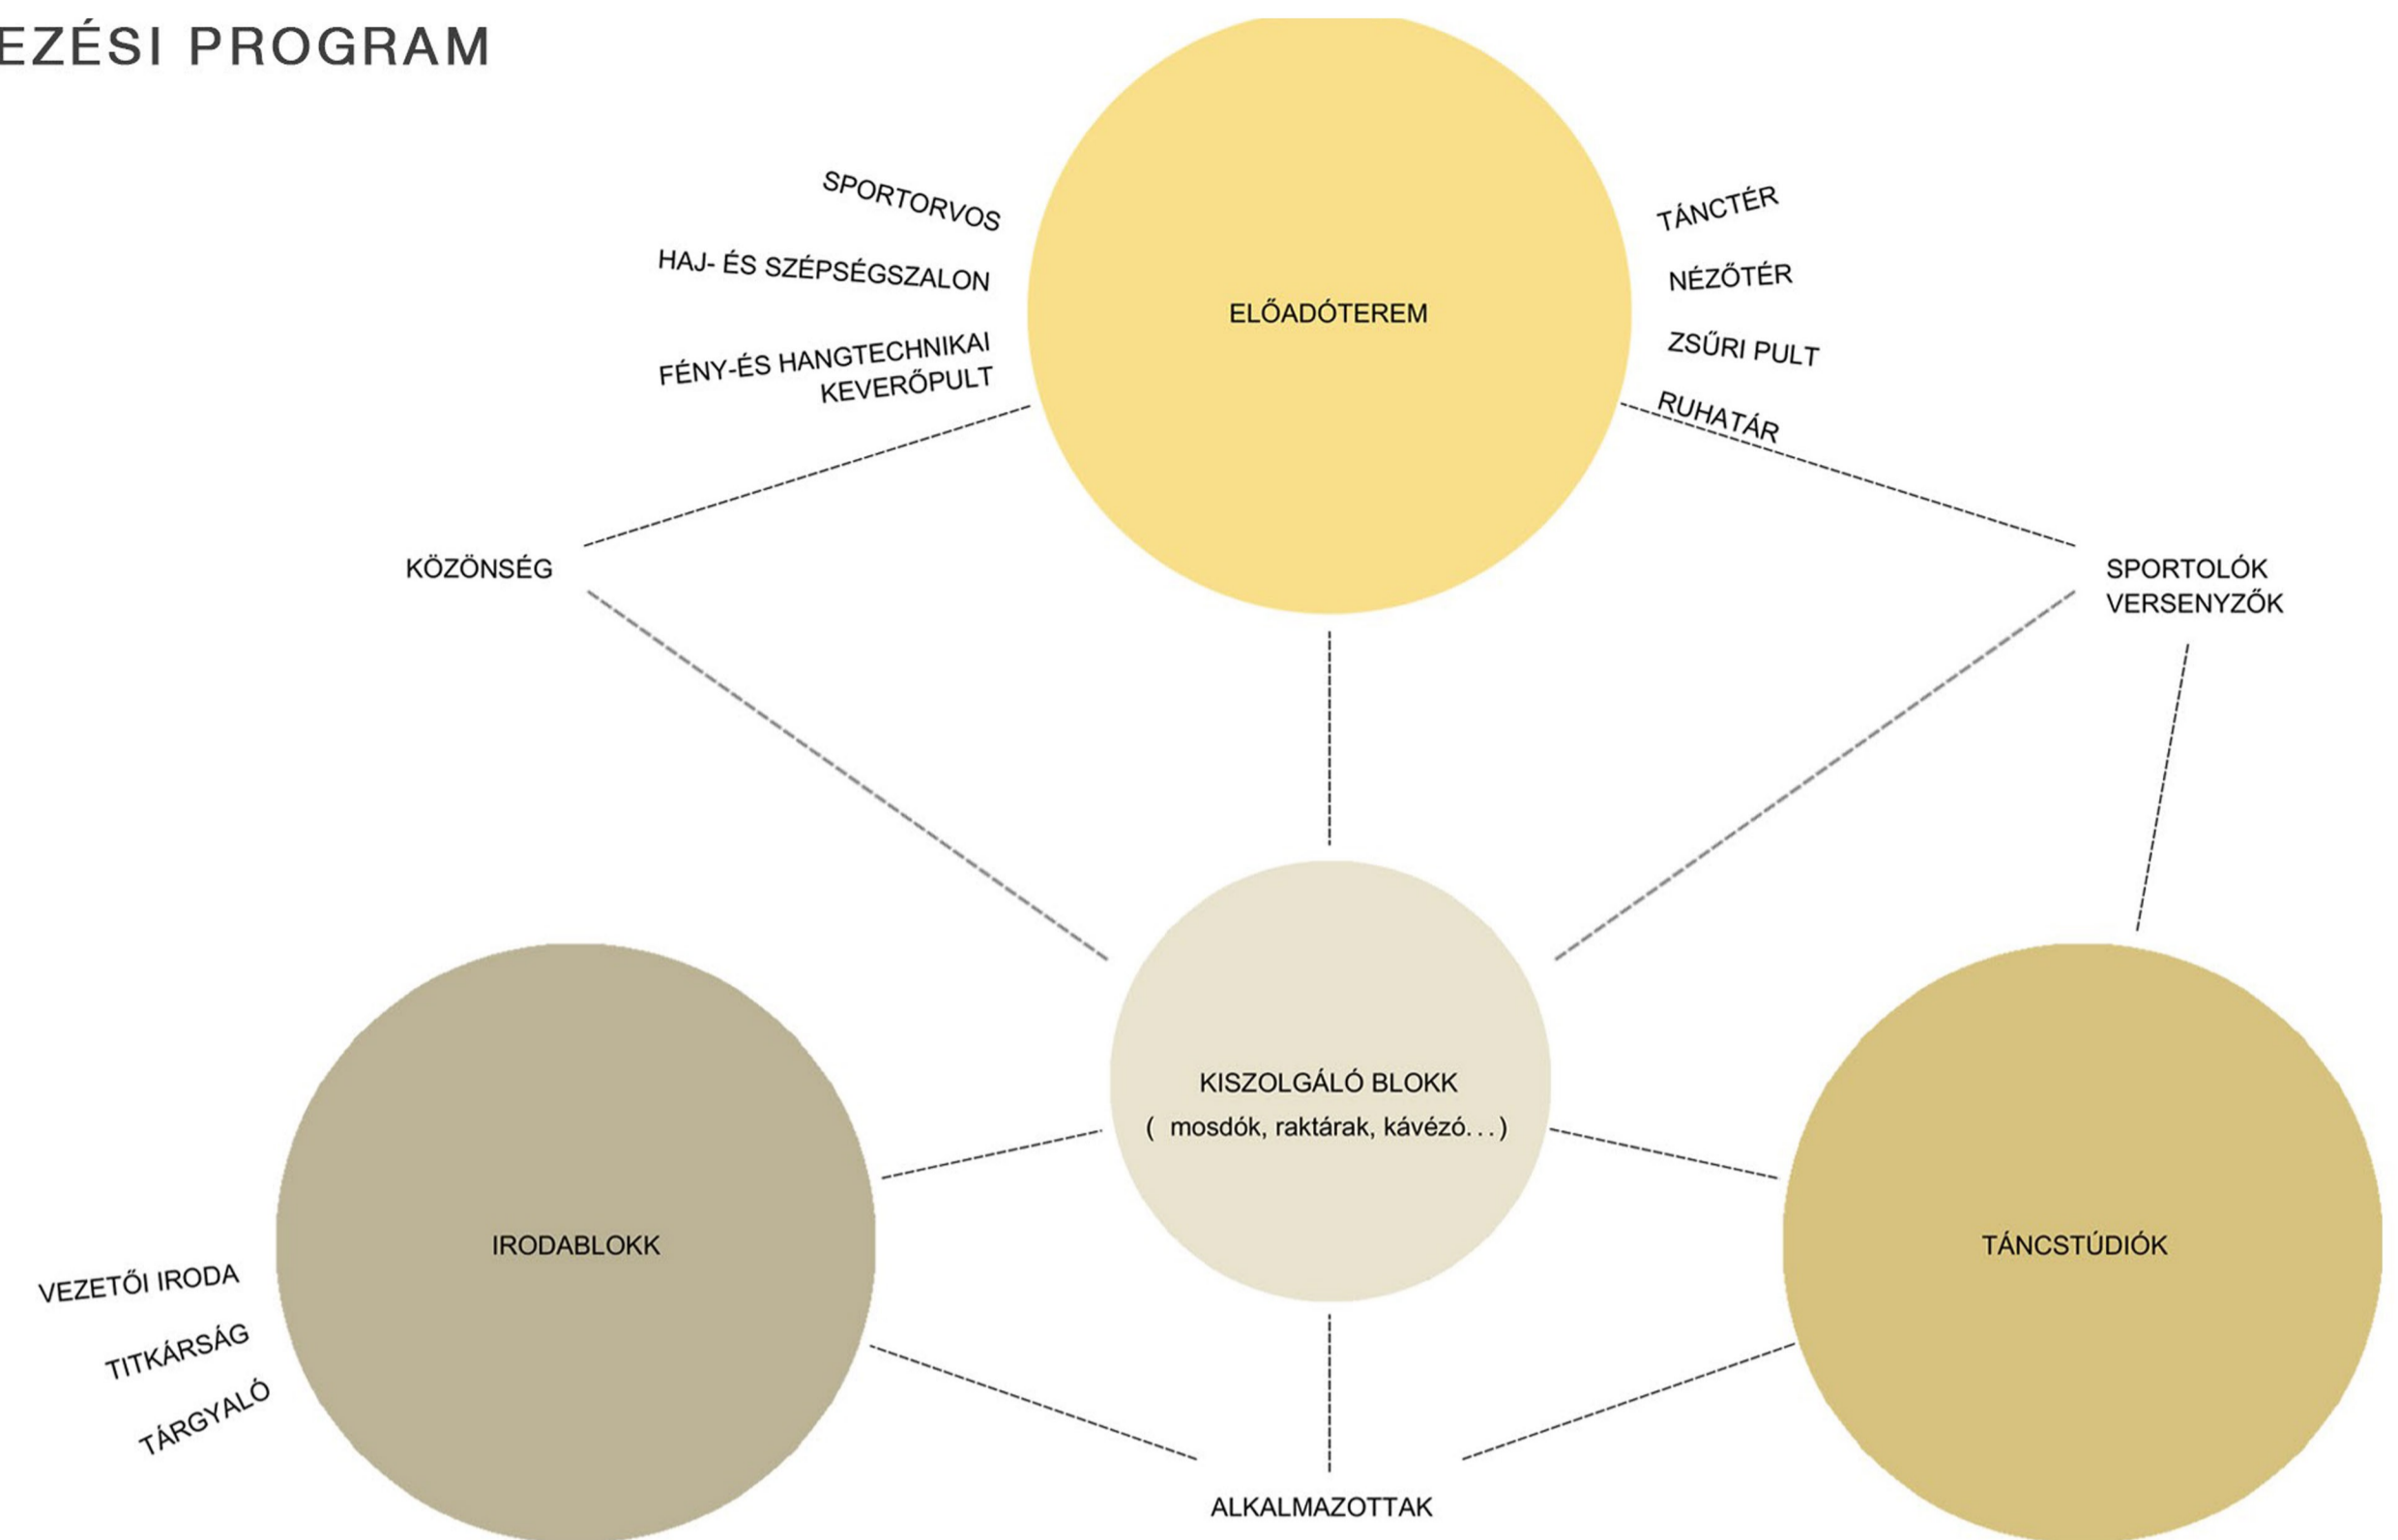 EZÉSI PROGRAM
SPORTORVOS
HAJ- ÉS SZÉPSÉGSZALON
FÉNY-ÉS HANGTECHNIKAI
KEVERŐPULT
ELŐADÓTEREM
TÁNCTÉR
NÉZŐTÉR
ZSŰRI PULT
RUHATÁR
KÖZÖNSÉG
SPORTOLÓK
VERSENYZŐK
KISZOLGÁLÓ BLOKK
( mosdók, raktárak, kávézó...)
IRODABLOKK
VEZETŐI IRODA
TITKÁRSÁG
TÁRGYALÓ
TÁNCSTÚDIÓK
ALKALMAZOTTAK